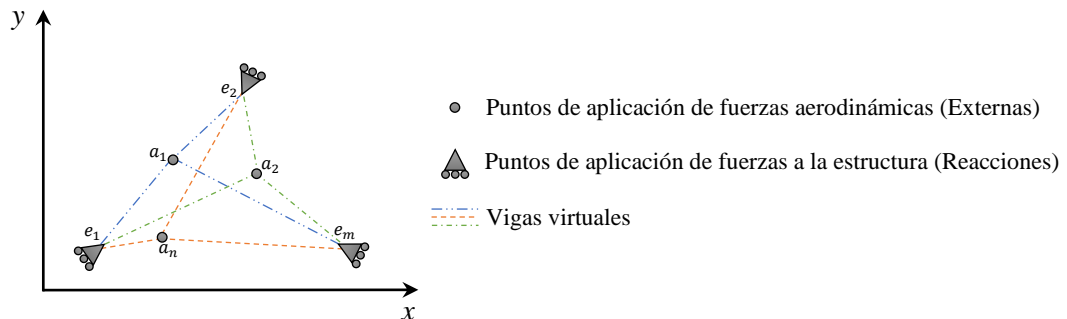 y
e₂
Puntos de aplicación de fuerzas aerodinámicas (Externas)
a₁
a₂
Puntos de aplicación de fuerzas a la estructura (Reacciones)
Vigas virtuales
e₁
aₙ
eₘ
x